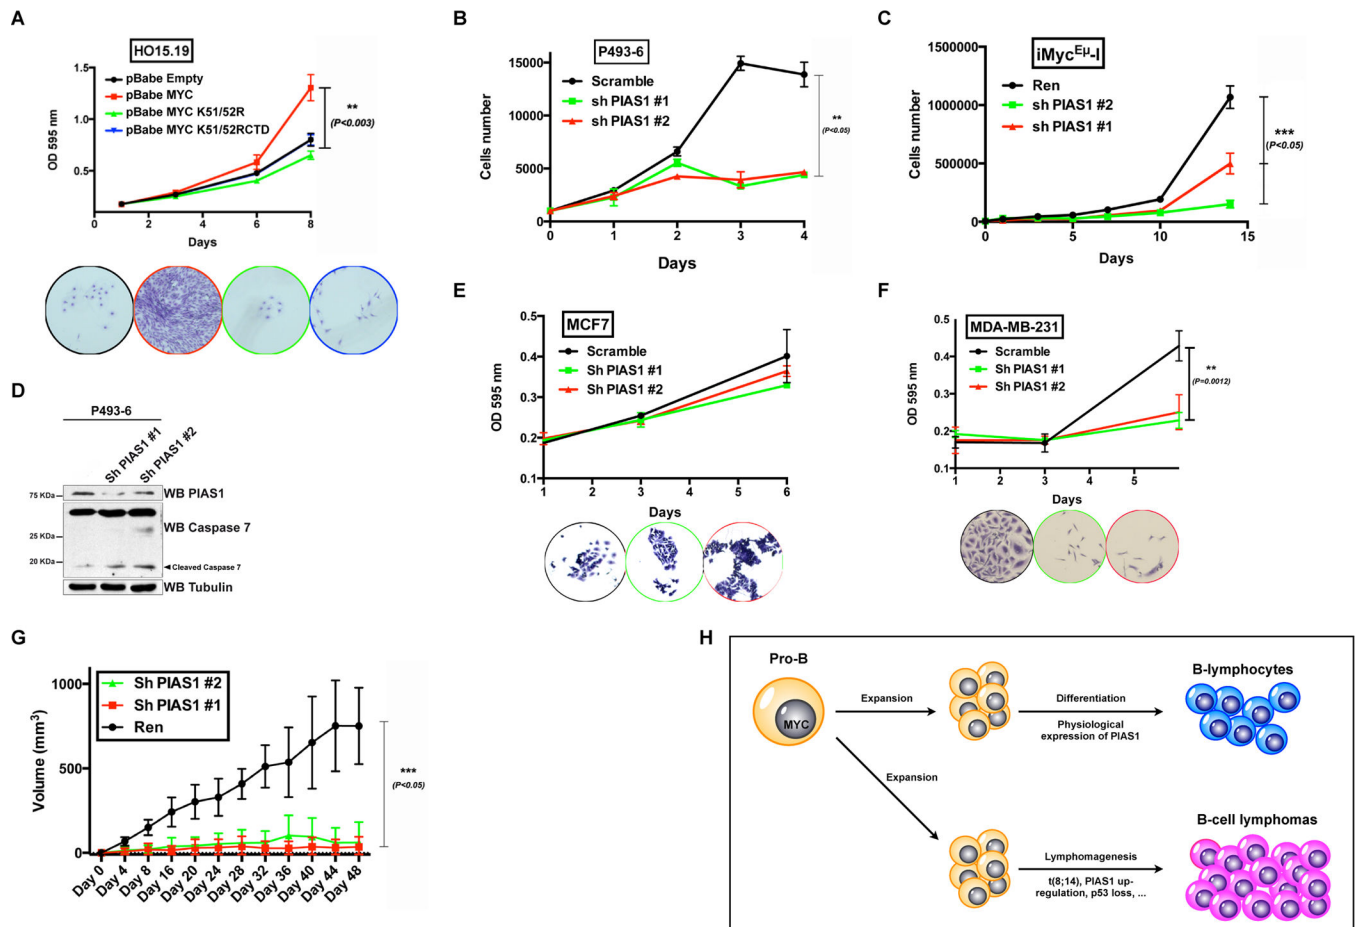 A
HO15.19
pBabe Empty
pBabe MYC
pBabe MYC K51/52R
pBabe MYC K51/52RCTD
OD 595 nm
1.5
1.0
0.5
0 2 4 6 8
Days
**
(P<0.003)
B
P493-6
Scramble
sh PIAS1 #1
sh PIAS1 #2
Cells number
15000
10000
5000
0
0 1 2 3 4
Days
**
(P<0.05)
C
iMycEμ-I
Ren
sh PIAS1 #2
sh PIAS1 #1
Cells number
1500000
1000000
500000
0
0 5 10 15
Days
***
(P<0.05)
D
P493-6
Sh PIAS1 #1
Sh PIAS1 #2
75 KDa
WB PIAS1
WB Caspase 7
25 KDa
20 KDa
Cleaved Caspase 7
WB Tubulin
E
MCF7
Scramble
Sh PIAS1 #1
Sh PIAS1 #2
OD 595 nm
0.5
0.4
0.3
0.2
0.1
1 2 3 4 5 6
Days
F
MDA-MB-231
Scramble
Sh PIAS1 #1
Sh PIAS1 #2
OD 595 nm
0.5
0.4
0.3
0.2
0.1
1 2 3 4 5
Days
**
(P=0.0012)
G
Sh PIAS1 #2
Sh PIAS1 #1
Ren
Volume (mm3)
1000
500
0
Day 0
Day 4
Day 8
Day 16
Day 20
Day 24
Day 28
Day 32
Day 36
Day 40
Day 44
Day 48
***
(P<0.05)
H
Pro-B
MYC
Expansion
Differentiation
Physiological
expression of PIAS1
B-lymphocytes
Expansion
Lymphomagenesis
t(8;14), PIAS1 up-
regulation, p53 loss, ...
B-cell lymphomas